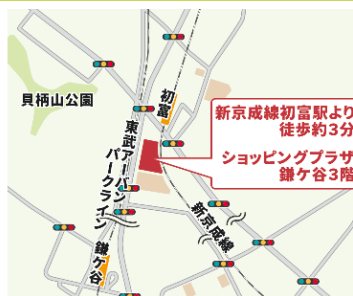 貝柄山公園
初富
新京成線初富駅より
徒歩約3分
ショッピングプラザ
鎌ケ谷3階
東武アーバン
パークライン
新京成線
鎌ケ谷